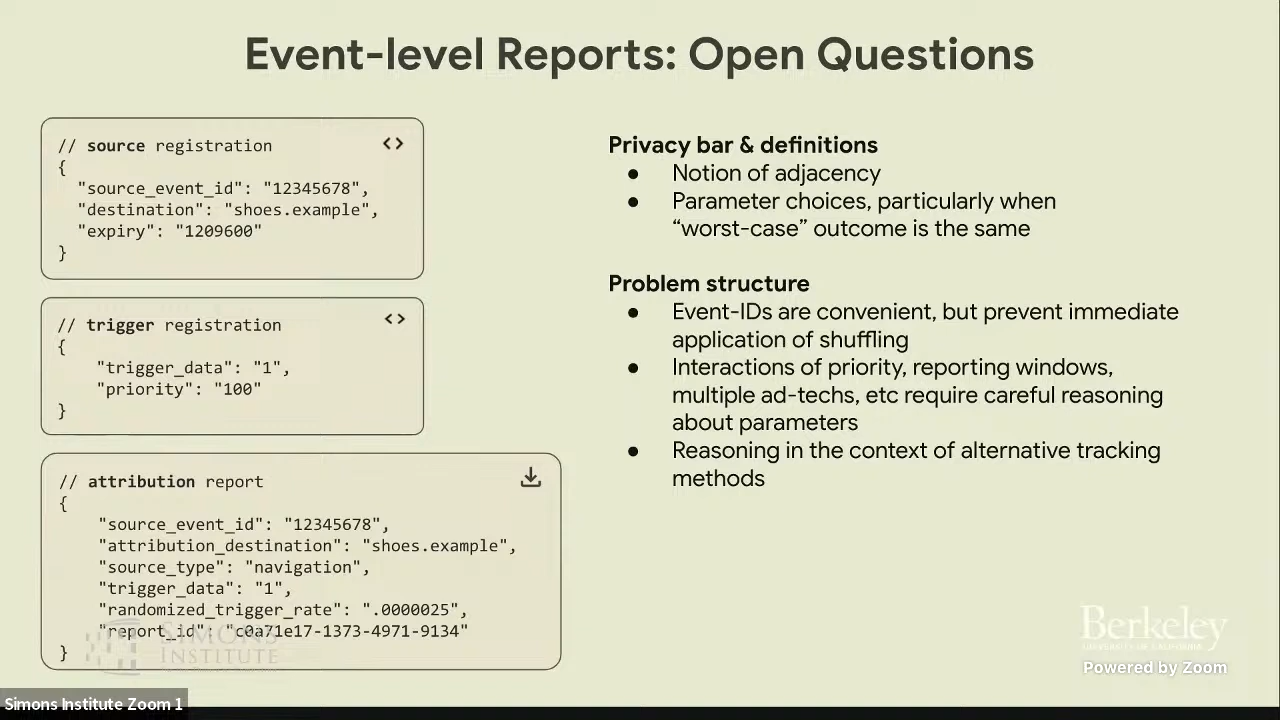 Event-level Reports: Open Questions
// source registration
<>
{
"source_event_id": "12345678",
"destination": "shoes.example",
"expiry": "1209600"
}
// trigger registration
<>
{
"trigger_data": "1",
"priority": "100"
}
// attribution report
{
"source_event_id": "12345678",
"attribution_destination": "shoes.example",
"source_type": "navigation",
"trigger_data": "1",
"randomized_trigger_rate": ".0000025",
"report_id": "c0a71e17-1373-4971-9134"
}
Privacy bar & definitions
● Notion of adjacency
● Parameter choices, particularly when
“worst-case” outcome is the same
Problem structure
● Event-IDs are convenient, but prevent immediate
application of shuffling
● Interactions of priority, reporting windows,
multiple ad-techs, etc require careful reasoning
about parameters
● Reasoning in the context of alternative tracking
methods
SIMONS
INSTITUTE
Berkeley
UNIVERSITY OF CALIFORNIA
Powered by Zoom
Simons Institute Zoom 1